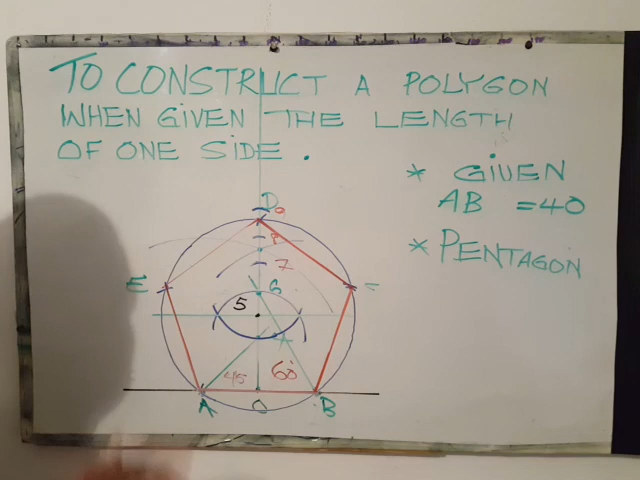 TO CONSTRUCT A POLYGON
WHEN GIVEN THE LENGTH
OF ONE SIDE.
* GIVEN
AB = 40
* PENTAGON
D
7
E
6
5
4
45
60°
A
O
B